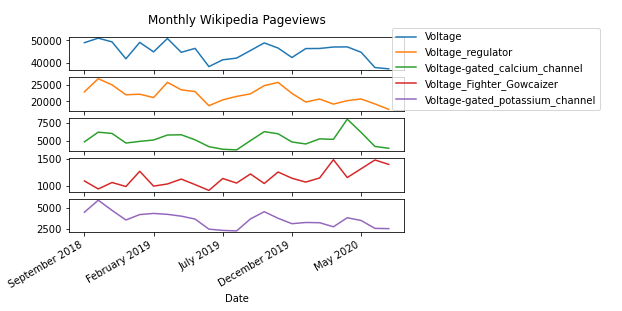 Monthly Wikipedia Pageviews
Voltage
Voltage_regulator
Voltage-gated_calcium_channel
Voltage_Fighter_Gowcaizer
Voltage-gated_potassium_channel
50000
40000
25000
20000
7500
5000
1500
1000
5000
2500
September 2018
February 2019
July 2019
December 2019
May 2020
Date